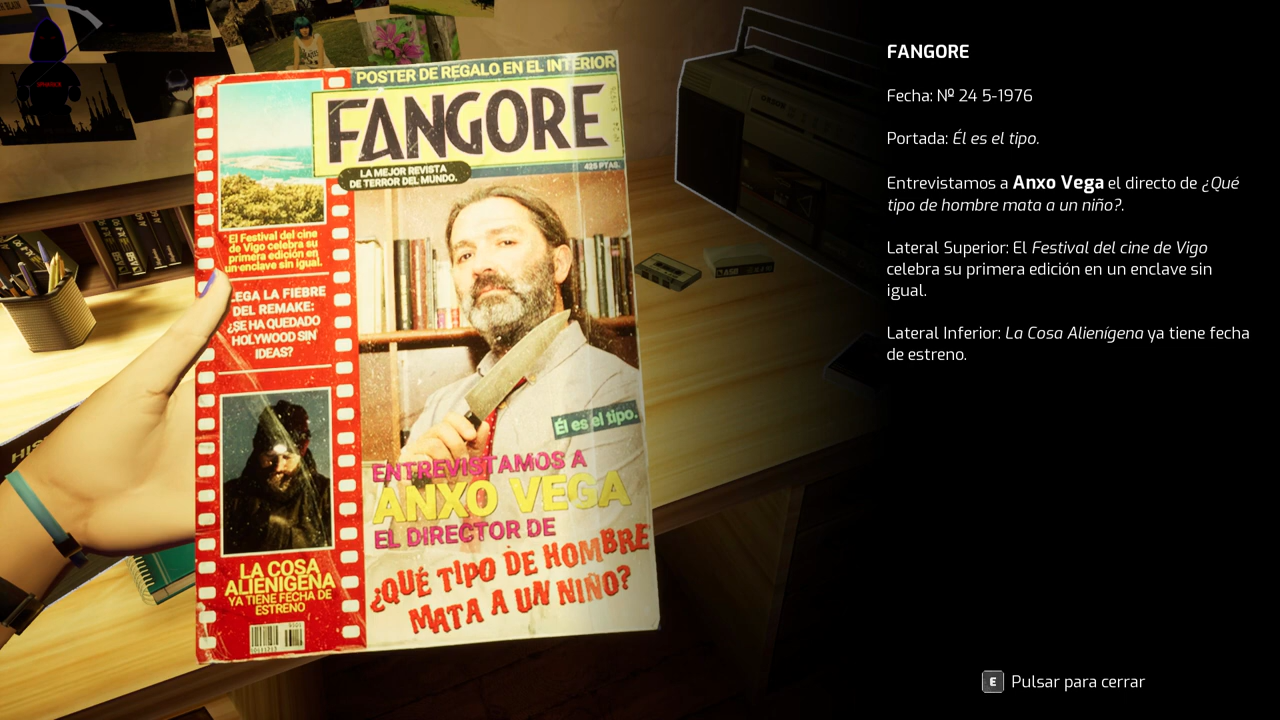 POSTER DE REGALO EN EL INTERIOR
FANGORE
Nº 24 5-1976
LA MEJOR REVISTA
DE TERROR DEL MUNDO.
425 PTAS.
El Festival del cine
de Vigo celebra su
primera edición en
un enclave sin igual.
LEGA LA FIEBRE
DEL REMAKE:
¿SE HA QUEDADO
HOLYWOOD SIN
IDEAS?
LA COSA
ALIENÍGENA
YA TIENE FECHA DE
ESTRENO
Él es el tipo.
ENTREVISTAMOS A
ANXO VEGA
EL DIRECTOR DE
¿QUÉ TIPO DE HOMBRE
MATA A UN NIÑO?
FANGORE
Fecha: Nº 24 5-1976
Portada: Él es el tipo.
Entrevistamos a Anxo Vega el directo de ¿Qué
tipo de hombre mata a un niño?.
Lateral Superior: El Festival del cine de Vigo
celebra su primera edición en un enclave sin
igual.
Lateral Inferior: La Cosa Alienígena ya tiene fecha
de estreno.
E Pulsar para cerrar